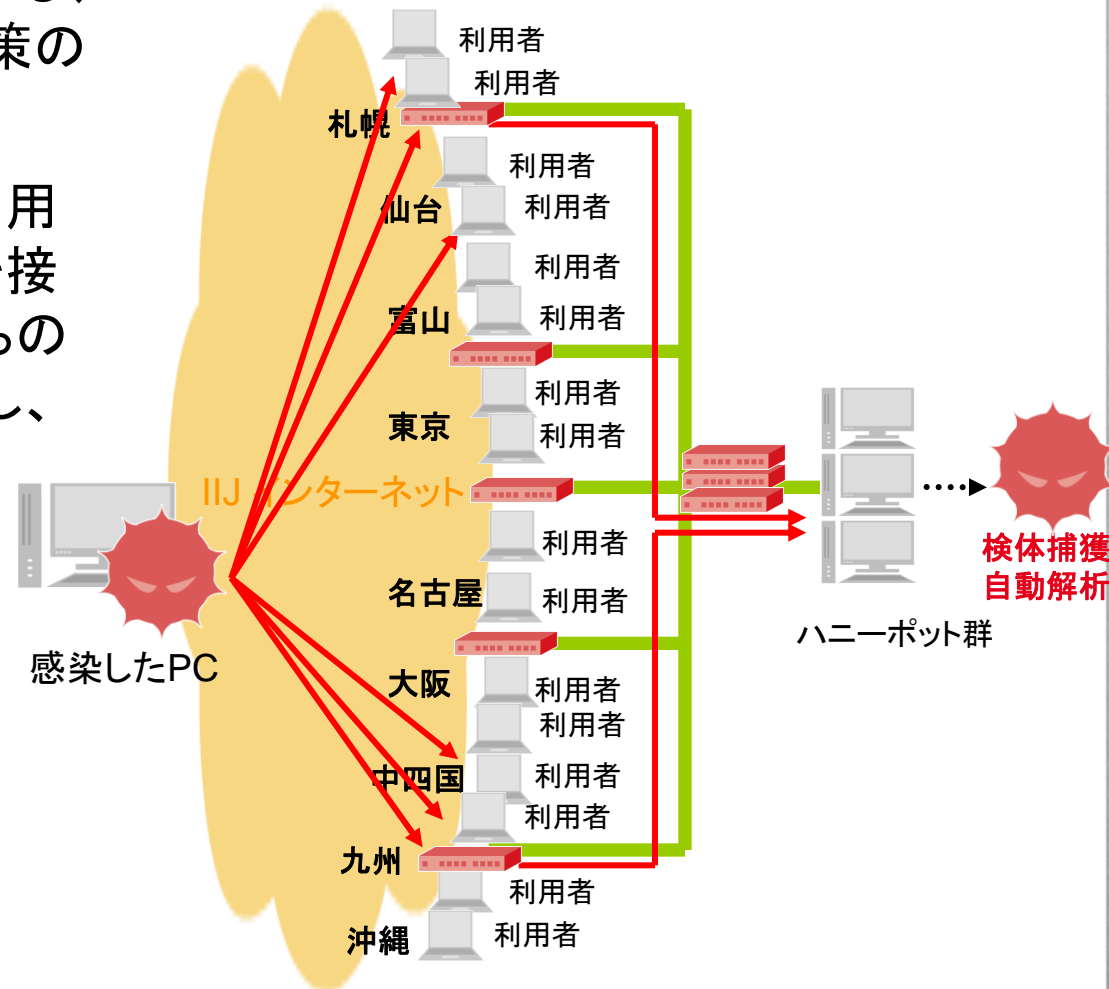 策の
用
接
らの
し、
利用者
利用者
札幌
利用者
仙台
利用者
利用者
富山
利用者
利用者
東京
利用者
IIJ インターネット
利用者
名古屋
利用者
大阪
利用者
利用者
中四国
利用者
利用者
九州
利用者
沖縄
利用者
感染したPC
ハニーポット群
検体捕獲
自動解析